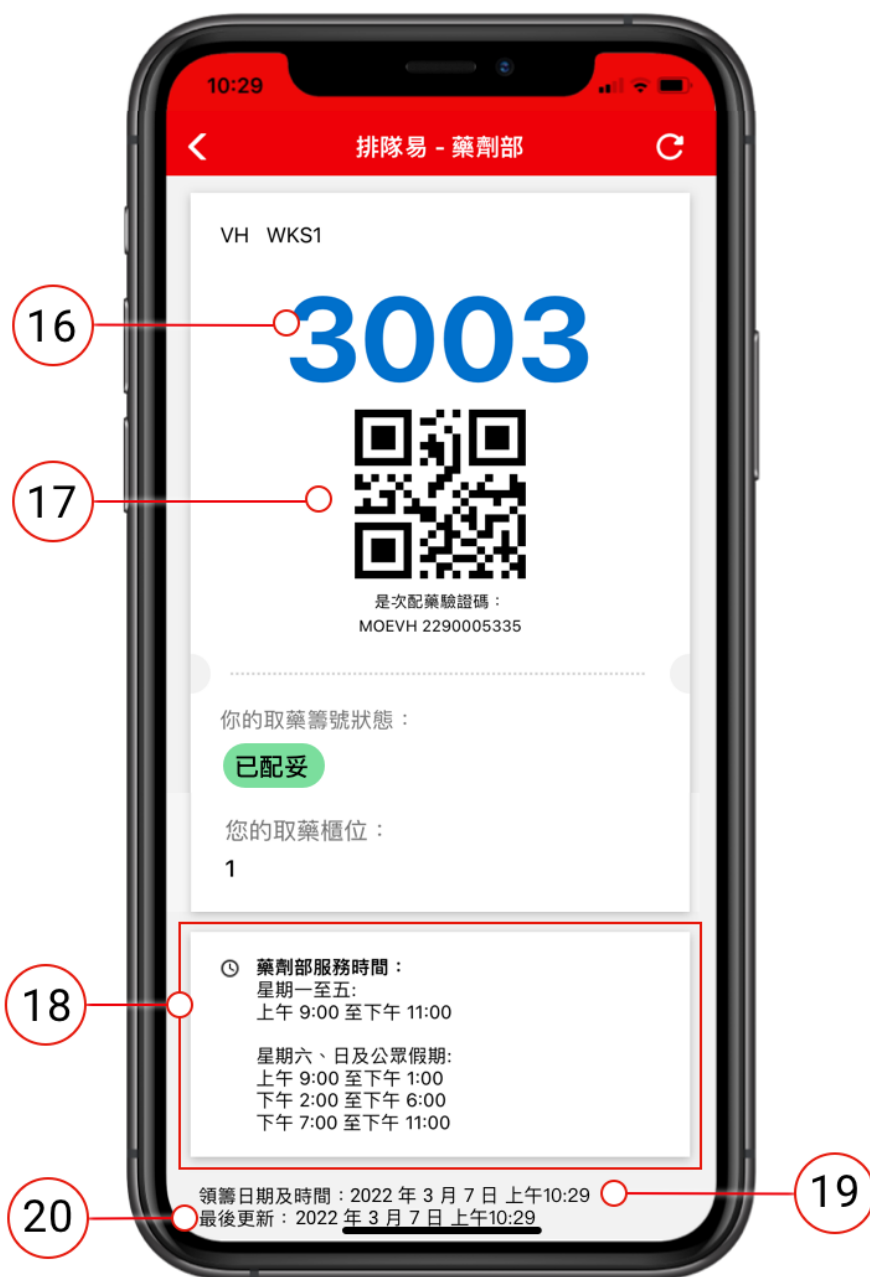 10:29
排隊易 - 藥劑部
VH WKS1
16
3003
17
是次配藥驗證碼：
MOEVH 2290005335
你的取藥籌號狀態：
已配妥
您的取藥櫃位：
1
18
藥劑部服務時間：
星期一至五:
上午 9:00 至下午 11:00
星期六、日及公眾假期:
上午 9:00 至下午 1:00
下午 2:00 至下午 6:00
下午 7:00 至下午 11:00
領籌日期及時間：2022 年 3 月 7 日 上午10:29
19
20
最後更新：2022 年 3 月 7 日 上午10:29